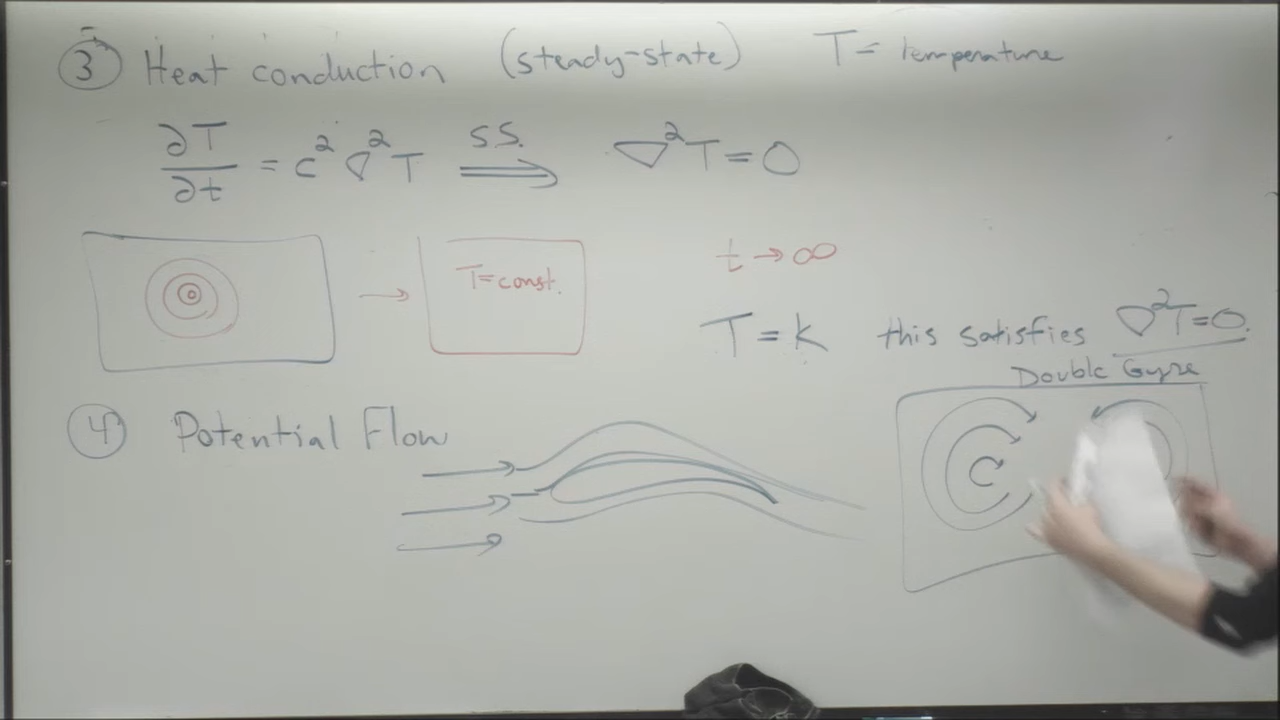 ③ Heat conduction (steady-state) T = temperature
∂T/∂t = c² ∇² T S.S. ⟹ ∇²T = 0
→ T=const. t → ∞
T = k this satisfies ∇²T=0.
Double Gyre
④ Potential Flow